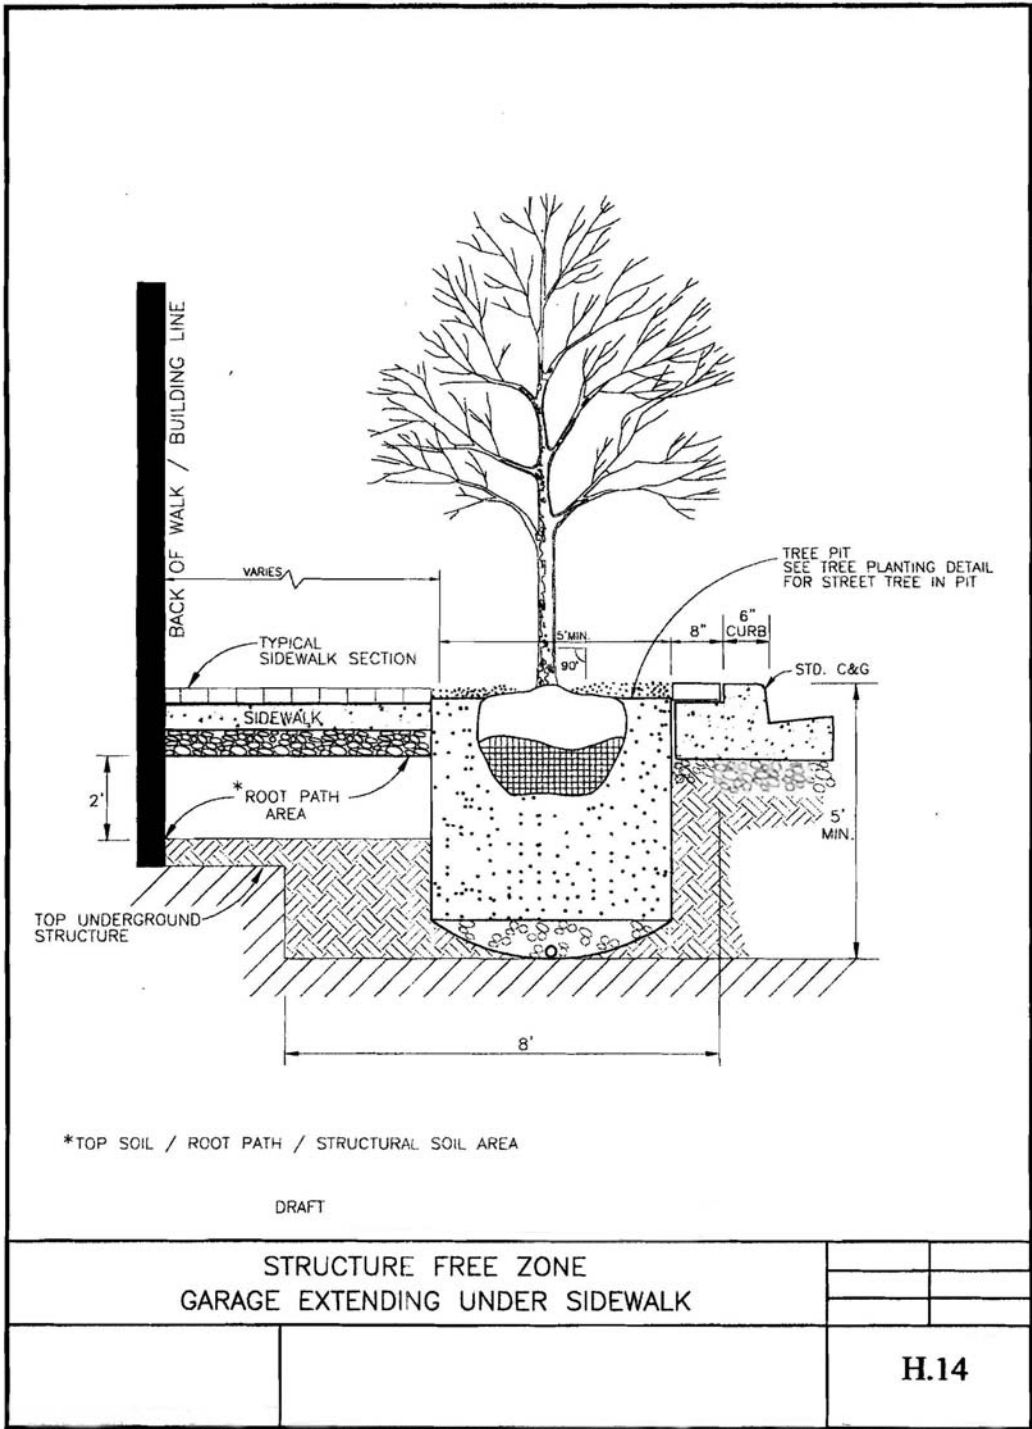 BACK OF WALK / BUILDING LINE
VARIES
TREE PIT
SEE TREE PLANTING DETAIL
FOR STREET TREE IN PIT
5'MIN.
8"
6"
CURB
90°
TYPICAL
SIDEWALK SECTION
STD. C&G
SIDEWALK
2'
*ROOT PATH
AREA
5'
MIN.
TOP UNDERGROUND
STRUCTURE
8'
*TOP SOIL / ROOT PATH / STRUCTURAL SOIL AREA
DRAFT
STRUCTURE FREE ZONE
GARAGE EXTENDING UNDER SIDEWALK
H.14